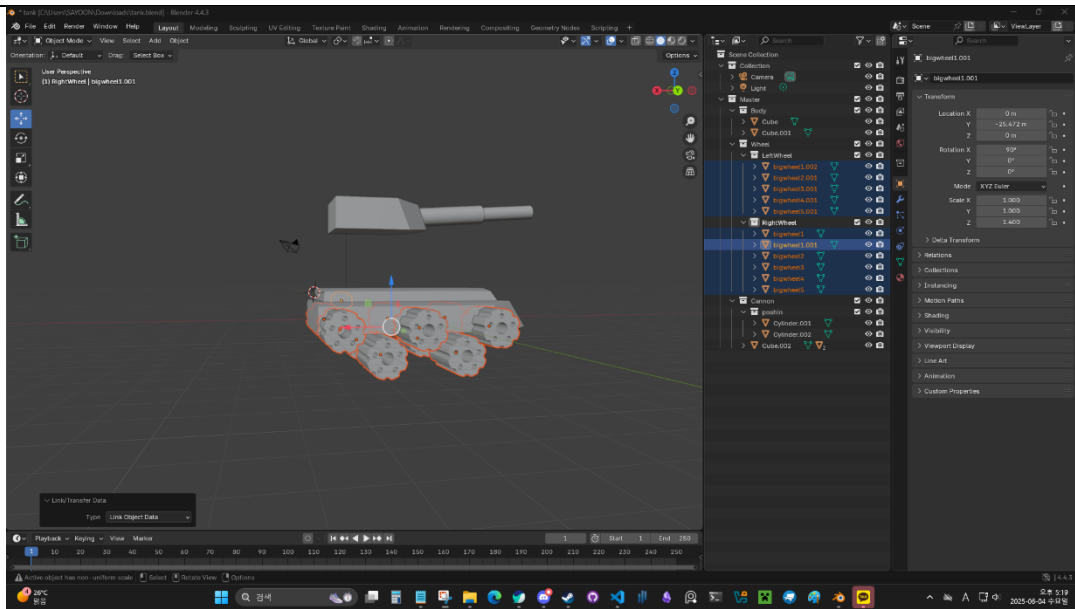 * tank [C:\Users\SAYDON\Downloads\tank.blend] - Blender 4.4.3
File Edit Render Window Help Layout Modeling Sculpting UV Editing Texture Paint Shading Animation Rendering Compositing Geometry Nodes Scripting + Scene ViewLayer
Object Mode View Select Add Object Global Search Search
Orientation: Default Drag: Select Box Options
User Perspective
(1) RightWheel | bigwheel1.001
Z
X
Y
Link/Transfer Data
Type Link Object Data
Scene Collection
Collection
Camera
Light
Master
Body
Cube
Cube.001
Wheel
LeftWheel
bigwheel1.002
bigwheel2.001
bigwheel3.001
bigwheel4.001
bigwheel5.001
RightWheel
bigwheel1
bigwheel1.001
bigwheel2
bigwheel3
bigwheel4
bigwheel5
Cannon
poshin
Cylinder.001
Cylinder.002
Cube.002 2
bigwheel1.001
bigwheel1.001
Transform
Location X 0 m
Y -25.472 m
Z 0 m
Rotation X 90°
Y 0°
Z 0°
Mode XYZ Euler
Scale X 1.000
Y 1.000
Z 1.400
Delta Transform
Relations
Collections
Instancing
Motion Paths
Shading
Visibility
Viewport Display
Line Art
Animation
Custom Properties
Playback Keying View Marker 1 Start 1 End 250
1 10 20 30 40 50 60 70 80 90 100 110 120 130 140 150 160 170 180 190 200 210 220 230 240 250
Active object has non-uniform scale Select Rotate View Options 4.4.3
26°C
맑음
검색
A
오후 5:19
2025-06-04 수요일